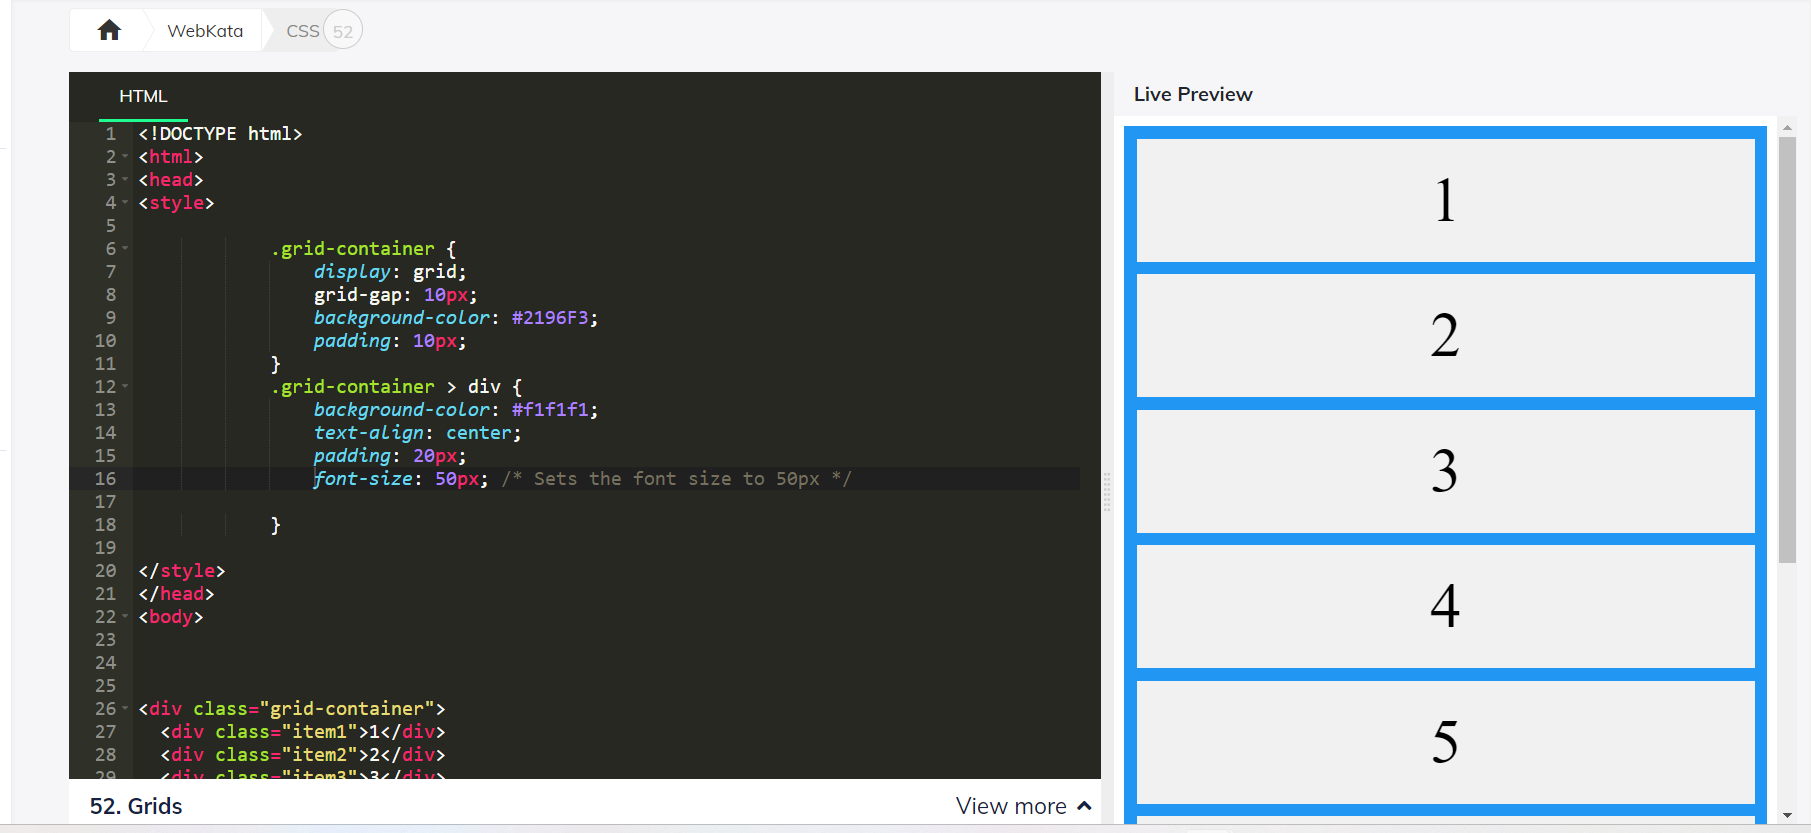 WebKata
CSS 52
HTML
1 <!DOCTYPE html>
2 <html>
3 <head>
4 <style>
5
6 .grid-container {
7 display: grid;
8 grid-gap: 10px;
9 background-color: #2196F3;
10 padding: 10px;
11 }
12 .grid-container > div {
13 background-color: #f1f1f1;
14 text-align: center;
15 padding: 20px;
16 font-size: 50px; /* Sets the font size to 50px */
17
18 }
19
20 </style>
21 </head>
22 <body>
23
24
25
26 <div class="grid-container">
27 <div class="item1">1</div>
28 <div class="item2">2</div>
29 <div class="item3">3</div>
52. Grids
View more
Live Preview
1
2
3
4
5